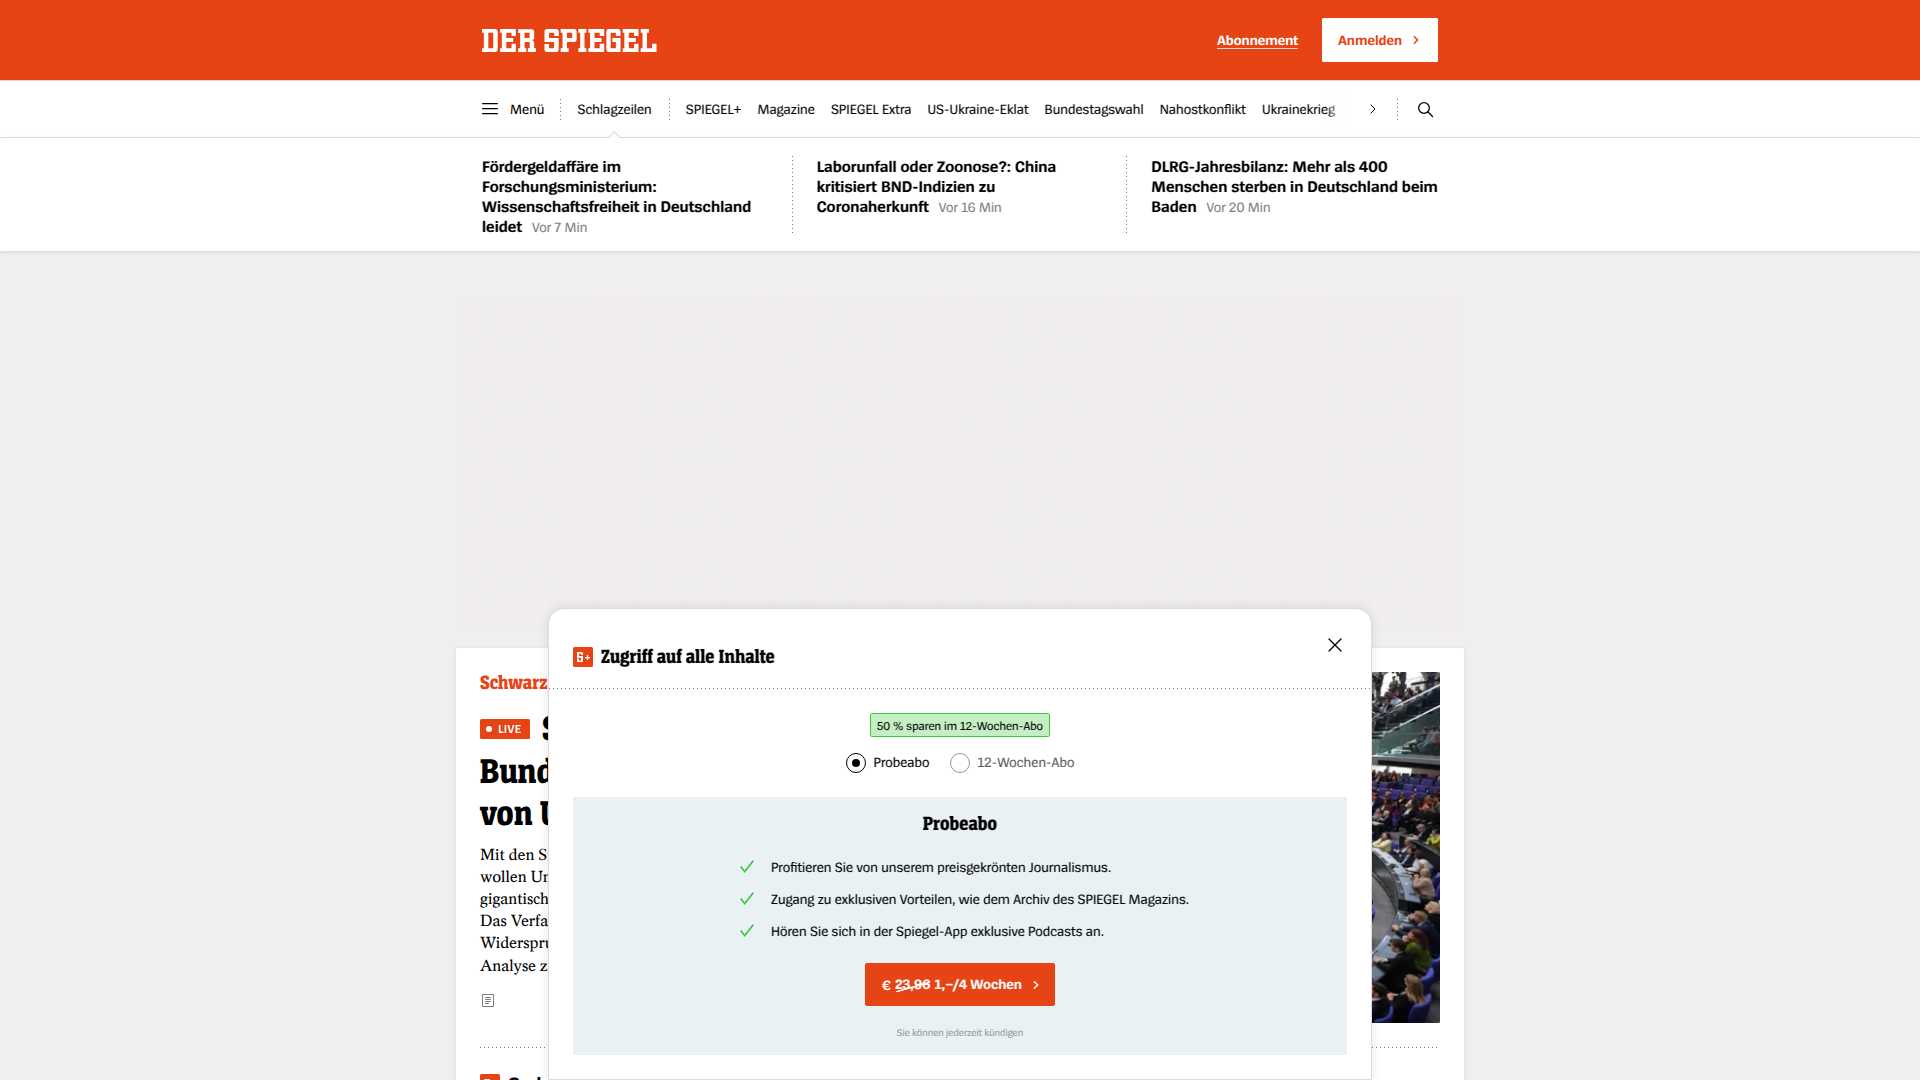 DER SPIEGEL
Abonnement
Anmelden
Menü
Schlagzeilen
SPIEGEL+
Magazine
SPIEGEL Extra
US-Ukraine-Eklat
Bundestagswahl
Nahostkonflikt
Ukrainekrieg
Fördergeldaffäre im
Forschungsministerium:
Wissenschaftsfreiheit in Deutschland
leidet Vor 7 Min
Laborunfall oder Zoonose?: China
kritisiert BND-Indizien zu
Coronaherkunft Vor 16 Min
DLRG-Jahresbilanz: Mehr als 400
Menschen sterben in Deutschland beim
Baden Vor 20 Min
Schwarz
LIVE
Bund
von
Mit den S
wollen Un
gigantisch
Das Verfa
Widerspru
Analyse z
Zugriff auf alle Inhalte
50 % sparen im 12-Wochen-Abo
Probeabo
12-Wochen-Abo
Probeabo
Profitieren Sie von unserem preisgekrönten Journalismus.
Zugang zu exklusiven Vorteilen, wie dem Archiv des SPIEGEL Magazins.
Hören Sie sich in der Spiegel-App exklusive Podcasts an.
€ 23,96 1,–/4 Wochen
Sie können jederzeit kündigen